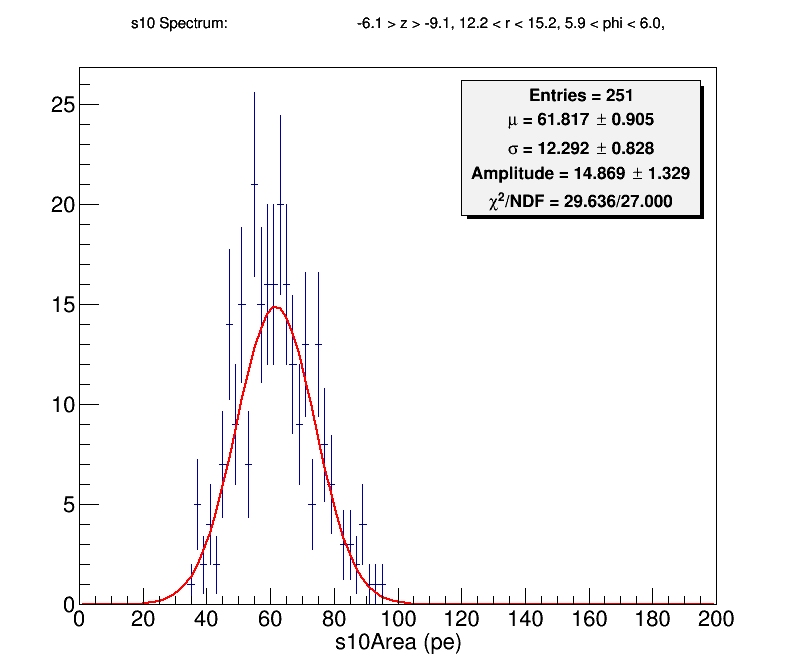 s10 Spectrum: -6.1 > z > -9.1, 12.2 < r < 15.2, 5.9 < phi < 6.0,
Entries = 251
μ = 61.817 ± 0.905
σ = 12.292 ± 0.828
Amplitude = 14.869 ± 1.329
χ²/NDF = 29.636/27.000
25
20
15
10
5
0
0 20 40 60 80 100 120 140 160 180 200
s10Area (pe)